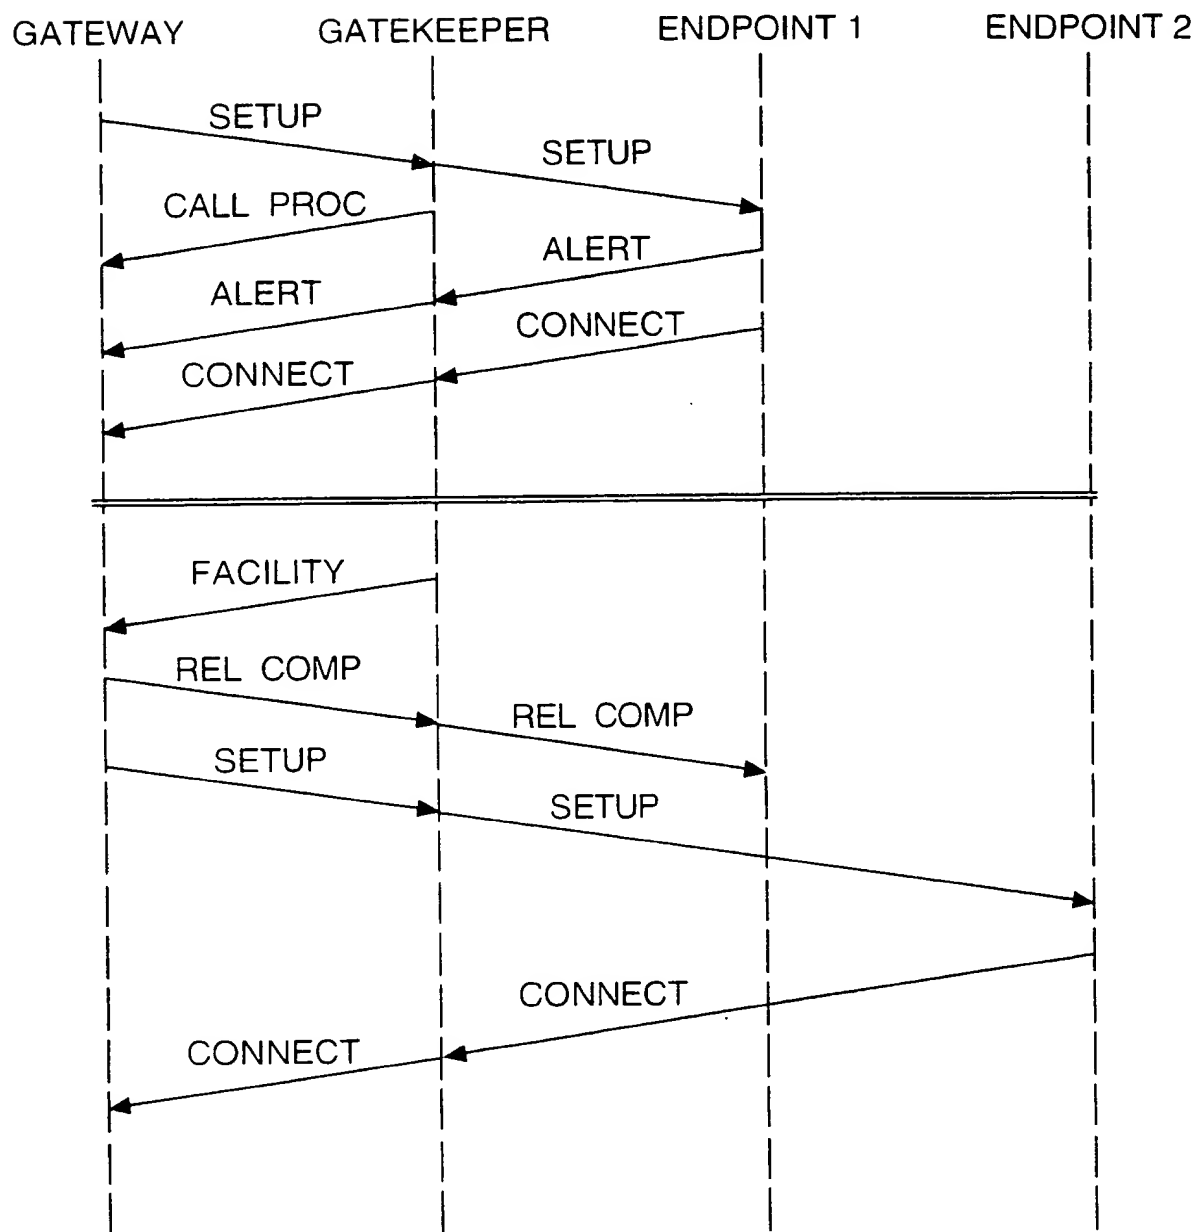 GATEWAY GATEKEEPER ENDPOINT 1 ENDPOINT 2
SETUP
SETUP
CALL PROC
ALERT
ALERT
CONNECT
CONNECT
FACILITY
REL COMP
REL COMP
SETUP
SETUP
CONNECT
CONNECT